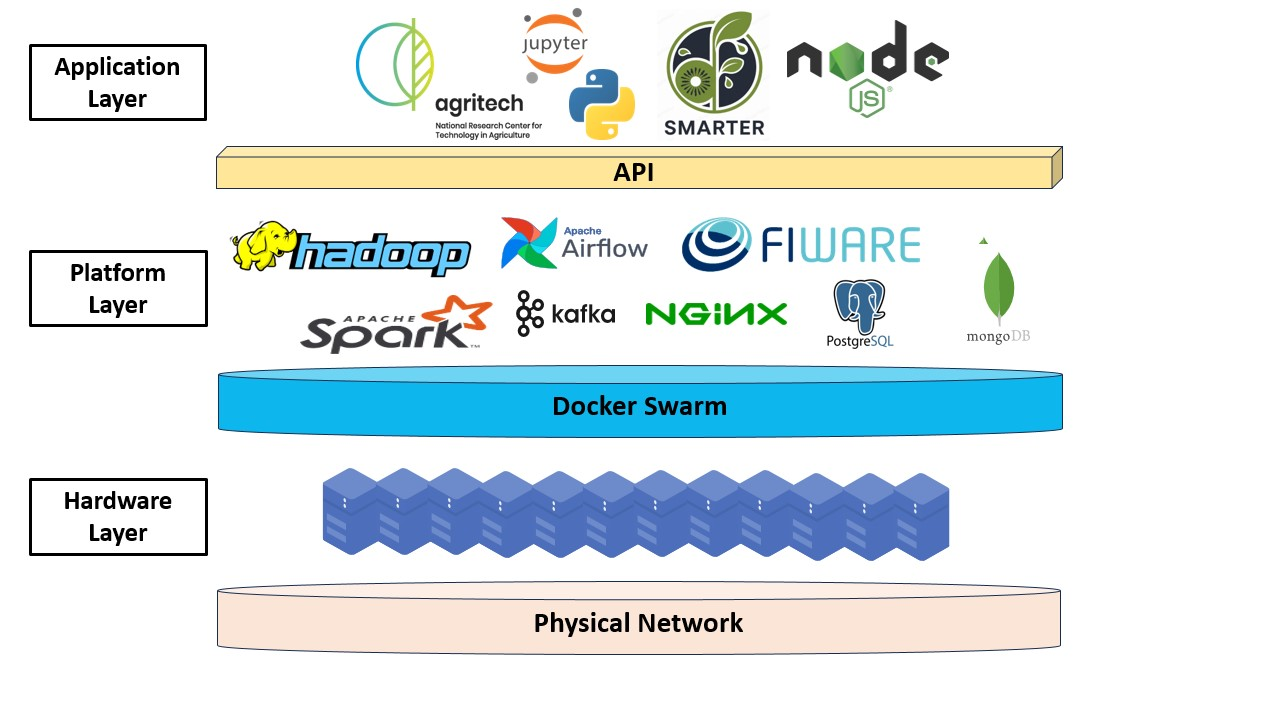 Application
Layer
agritech
National Research Center for
Technology in Agriculture
jupyter
SMARTER
node
JS
®
API
Platform
Layer
hadoop
Apache
Airflow
FIWARE
APACHE
Spark
TM
kafka
NGiNX
PostgreSQL
mongoDB
Docker Swarm
Hardware
Layer
Physical Network